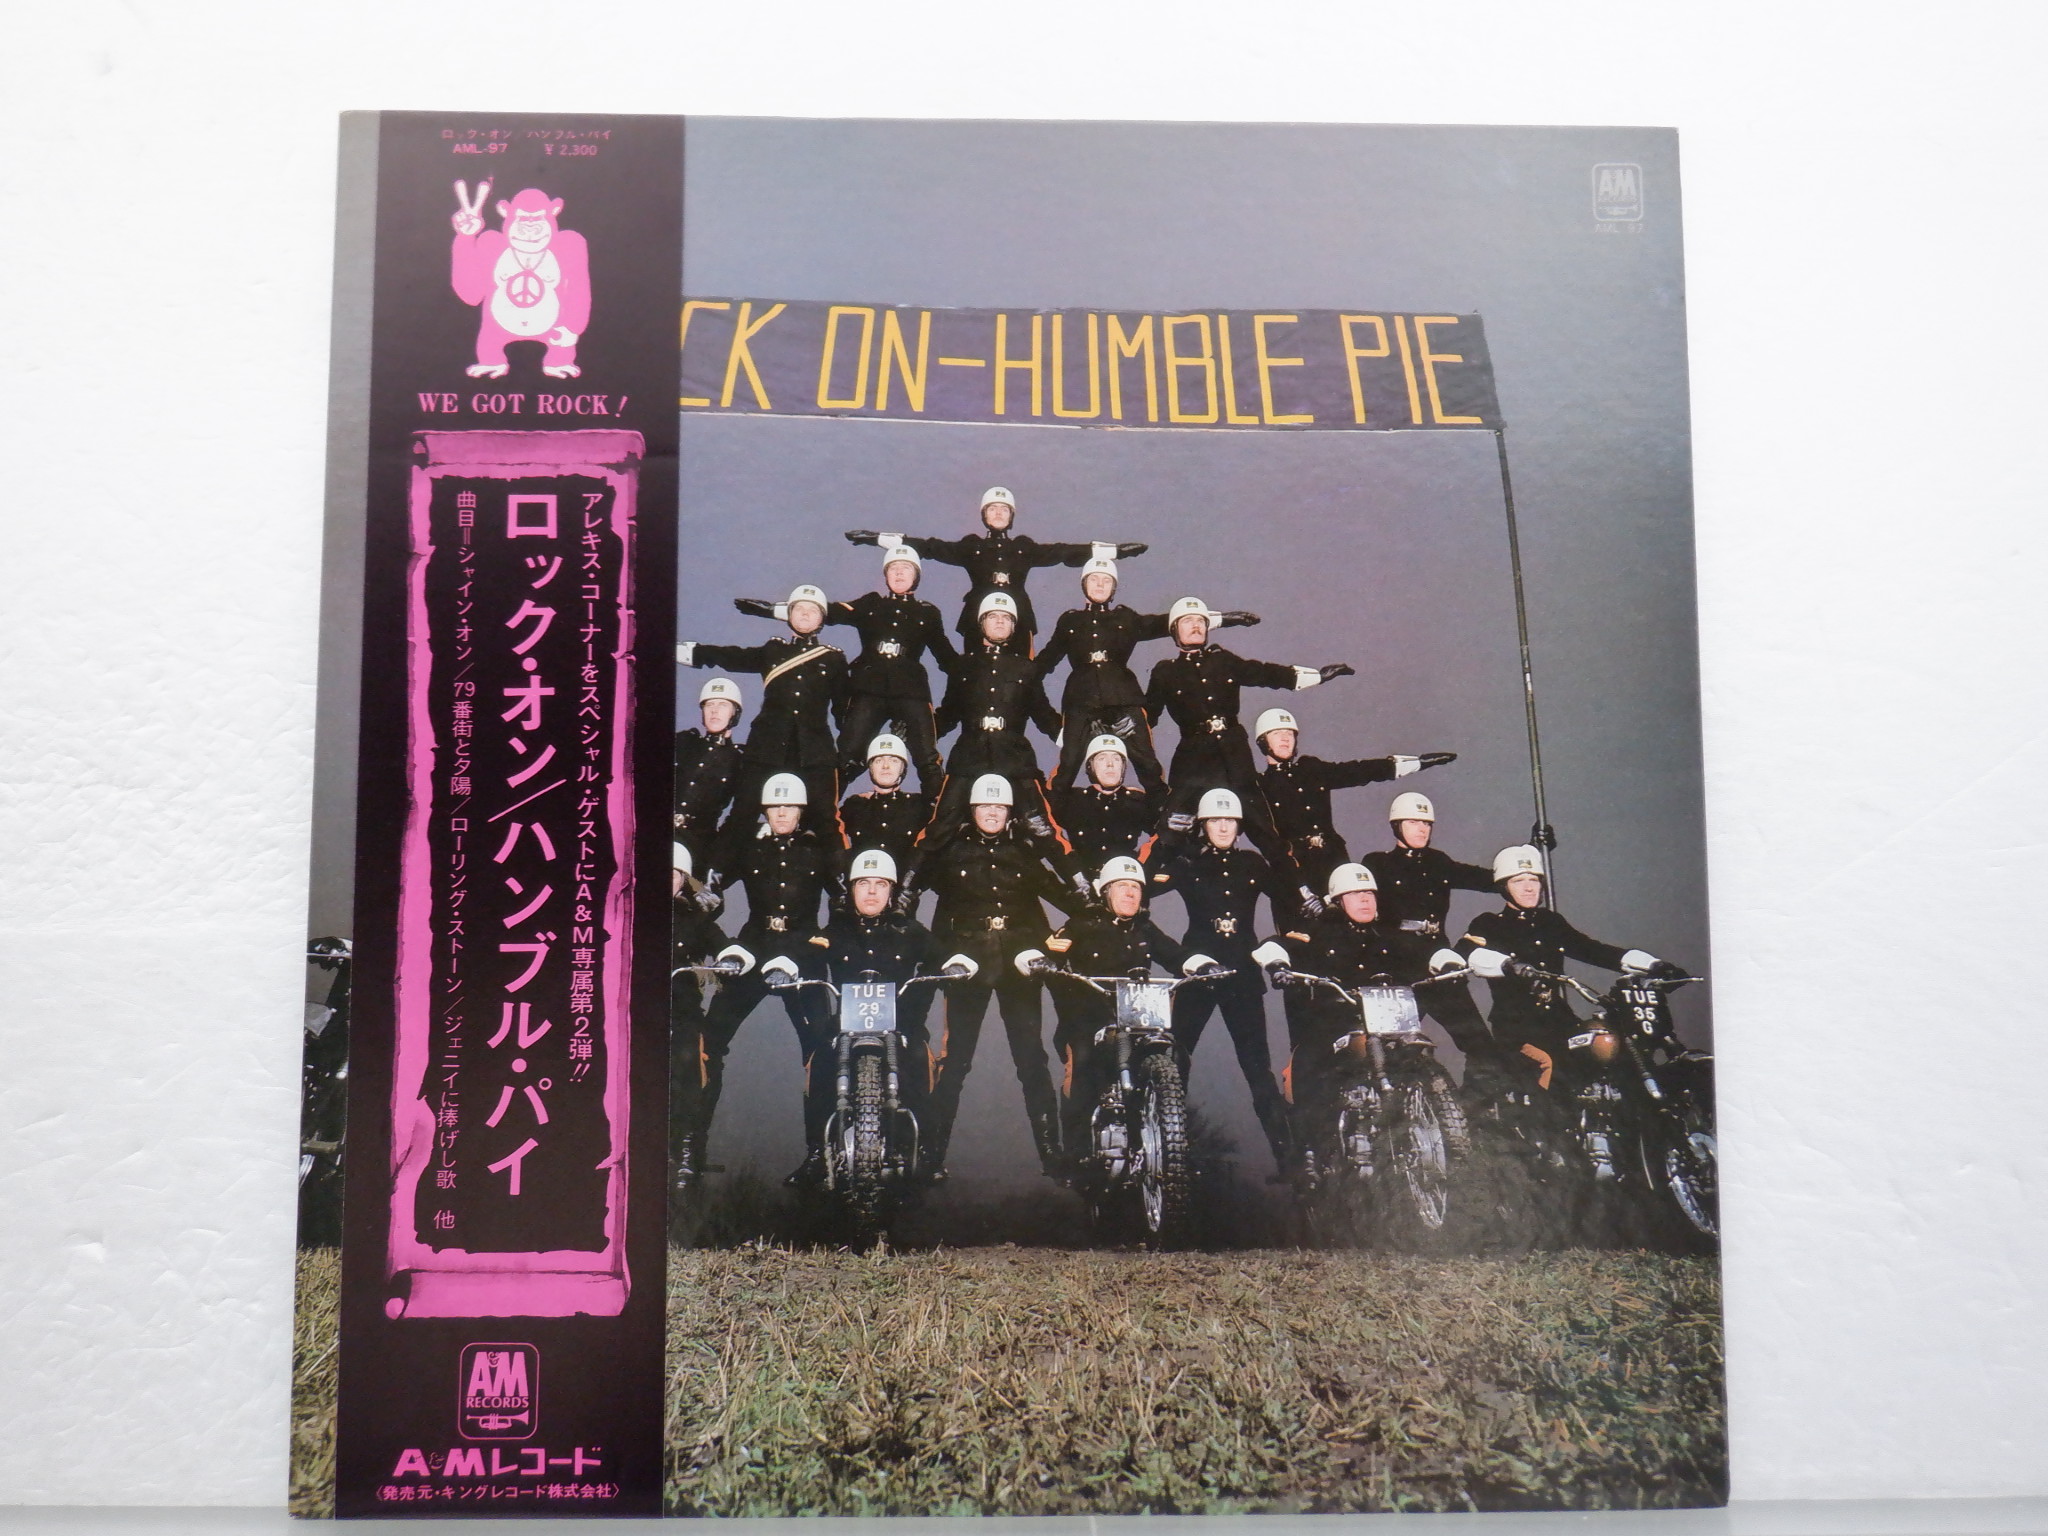 ロック・オン ハンブル・パイ
AML-97 ¥2,300
WE GOT ROCK!
アレキス・コーナーをスペシャル・ゲストにA&M専属第2弾!!
ロック・オン/ハンブル・パイ
曲目=シャイン・オン/79番街と夕陽/ローリング・ストーン/ジェニイに捧げし歌 他
A&M
RECORDS
A&Mレコード
〈発売元・キングレコード株式会社〉
A&M
RECORDS
AML 97
CK ON-HUMBLE PIE
TUE
29
G
TUE
G
TUE
TUE
35
G